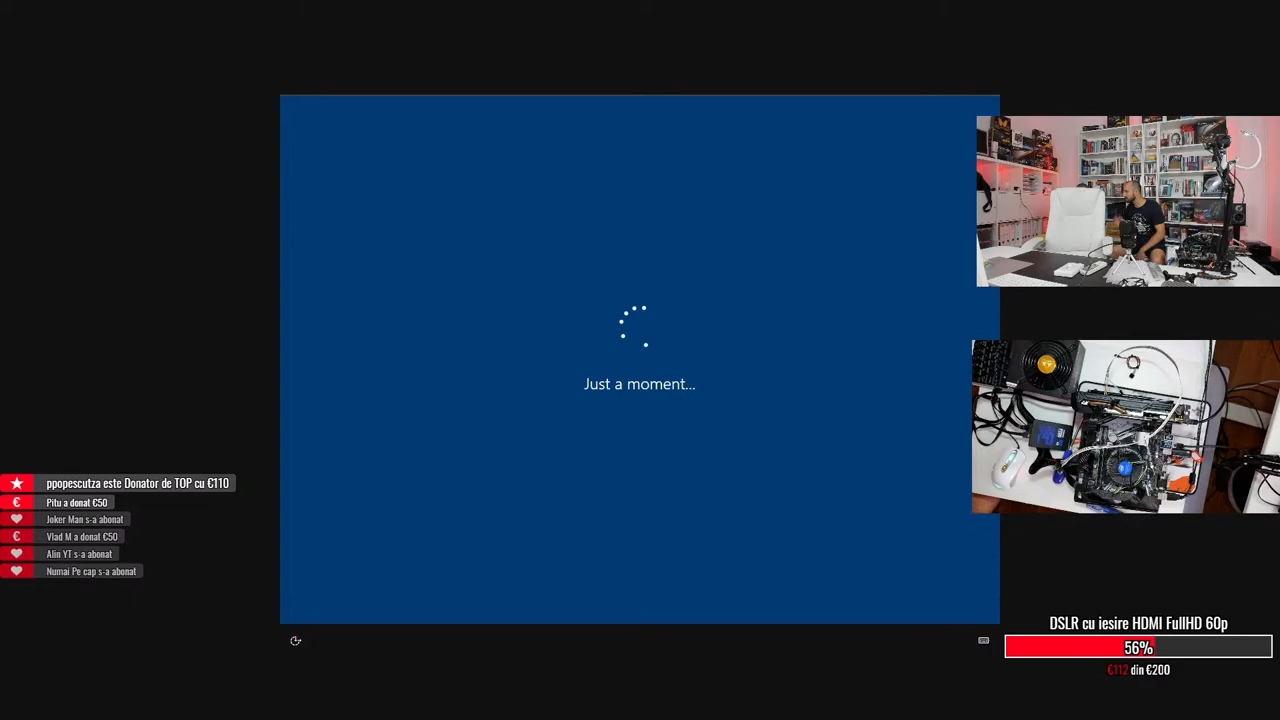 Just a moment...
ppopescutza este Donator de TOP cu €110
Pitu a donat €50
Joker Man s-a abonat
Vlad M a donat €50
Alin YT s-a abonat
Numai Pe cap s-a abonat
DSLR cu iesire HDMI FullHD 60p
56%
€112 din €200